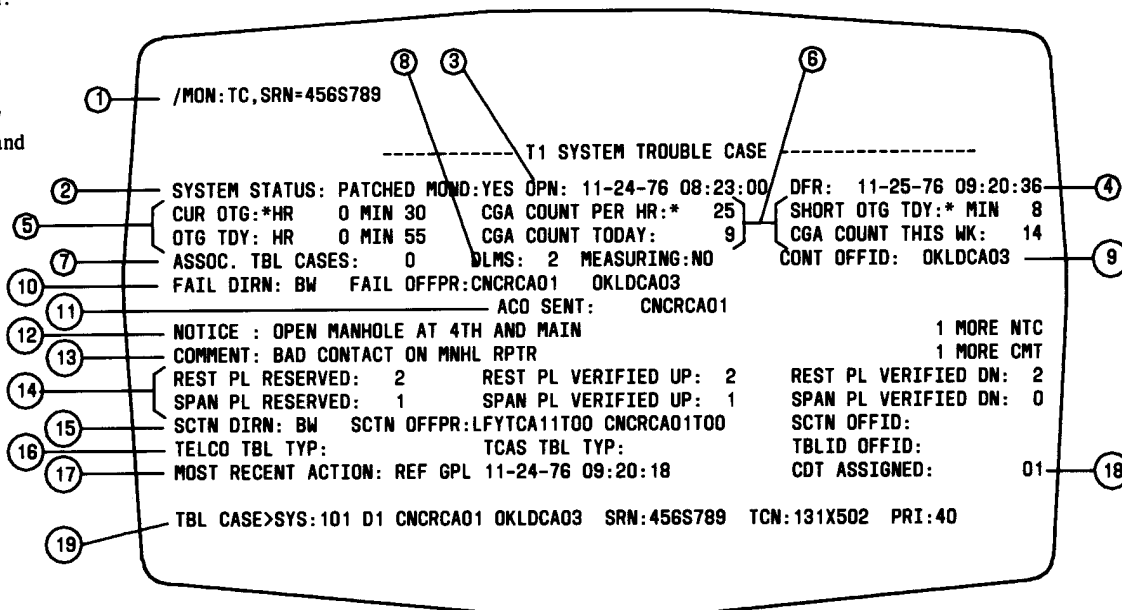 ⑧ ③ ⑥
① /MON:TC,SRN=456S789
and
---------- T1 SYSTEM TROUBLE CASE ----------------
② SYSTEM STATUS: PATCHED MOND:YES OPN: 11-24-76 08:23:00 DFR: 11-25-76 09:20:36 ④
⑤ CUR OTG:*HR 0 MIN 30 CGA COUNT PER HR:* 25 SHORT OTG TDY:* MIN 8
OTG TDY: HR 0 MIN 55 CGA COUNT TODAY: 9 CGA COUNT THIS WK: 14
⑦ ASSOC. TBL CASES: 0 DLMS: 2 MEASURING:NO CONT OFFID: OKLDCA03 ⑨
⑩ FAIL DIRN: BW FAIL OFFPR:CNCRCA01 OKLDCA03
⑪ ACO SENT: CNCRCA01
⑫ NOTICE : OPEN MANHOLE AT 4TH AND MAIN 1 MORE NTC
⑬ COMMENT: BAD CONTACT ON MNHL RPTR 1 MORE CMT
⑭ REST PL RESERVED: 2 REST PL VERIFIED UP: 2 REST PL VERIFIED DN: 2
SPAN PL RESERVED: 1 SPAN PL VERIFIED UP: 1 SPAN PL VERIFIED DN: 0
⑮ SCTN DIRN: BW SCTN OFFPR:LFYTCA11T00 CNCRCA01T00 SCTN OFFID:
⑯ TELCO TBL TYP: TCAS TBL TYP: TBLID OFFID:
⑰ MOST RECENT ACTION: REF GPL 11-24-76 09:20:18 CDT ASSIGNED: 01 ⑱
⑲ TBL CASE>SYS:101 D1 CNCRCA01 OKLDCA03 SRN:456S789 TCN:131X502 PRI:40